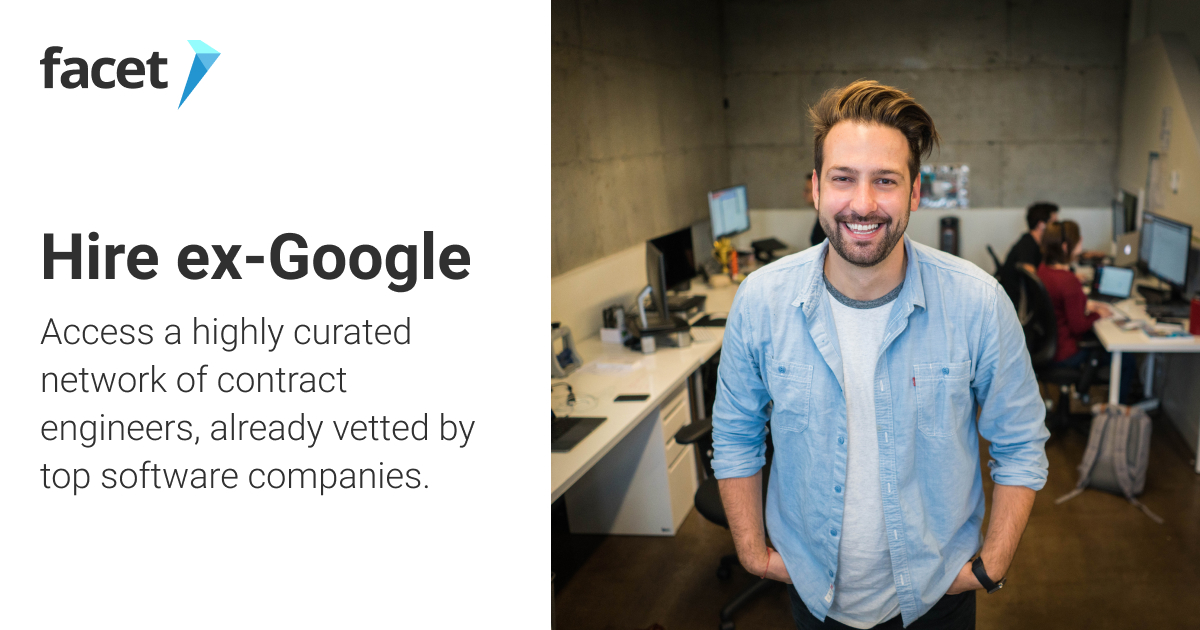 facet
Hire ex-Google
Access a highly curated
network of contract
engineers, already vetted by
top software companies.